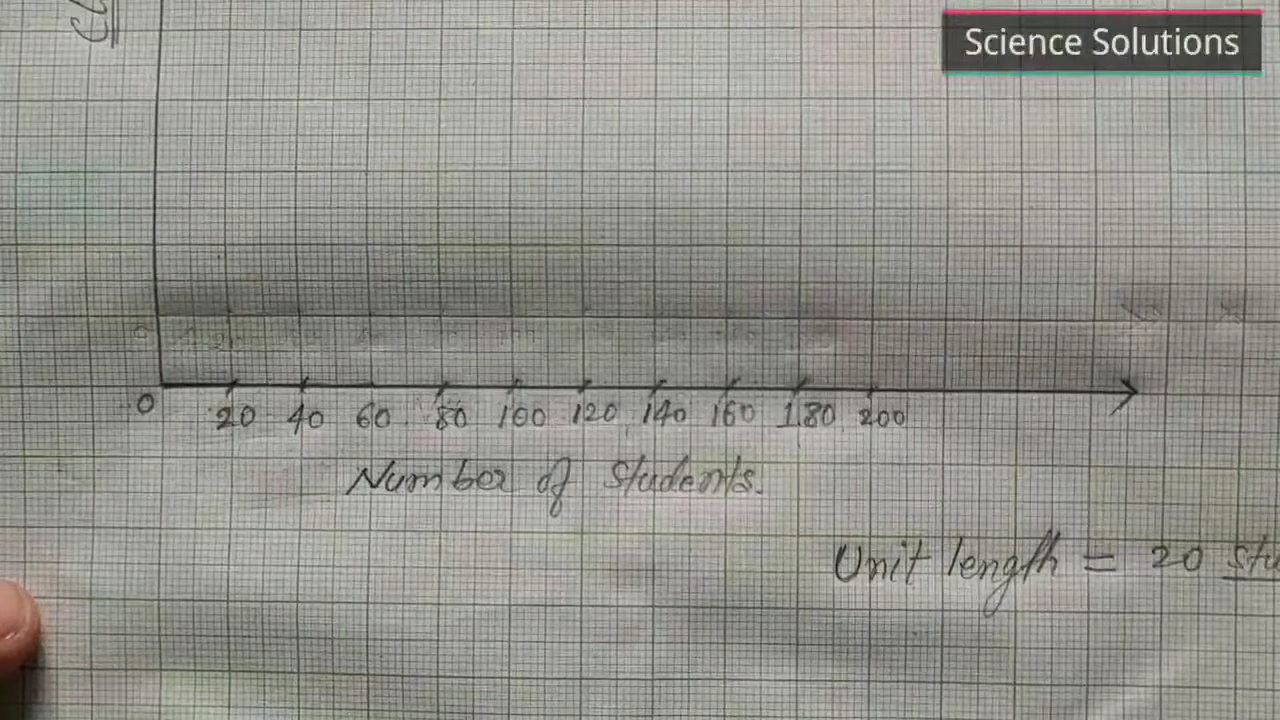 Science Solutions
0 20 40 60 80 100 120 140 160 180 200
Number of Students.
Unit length = 20